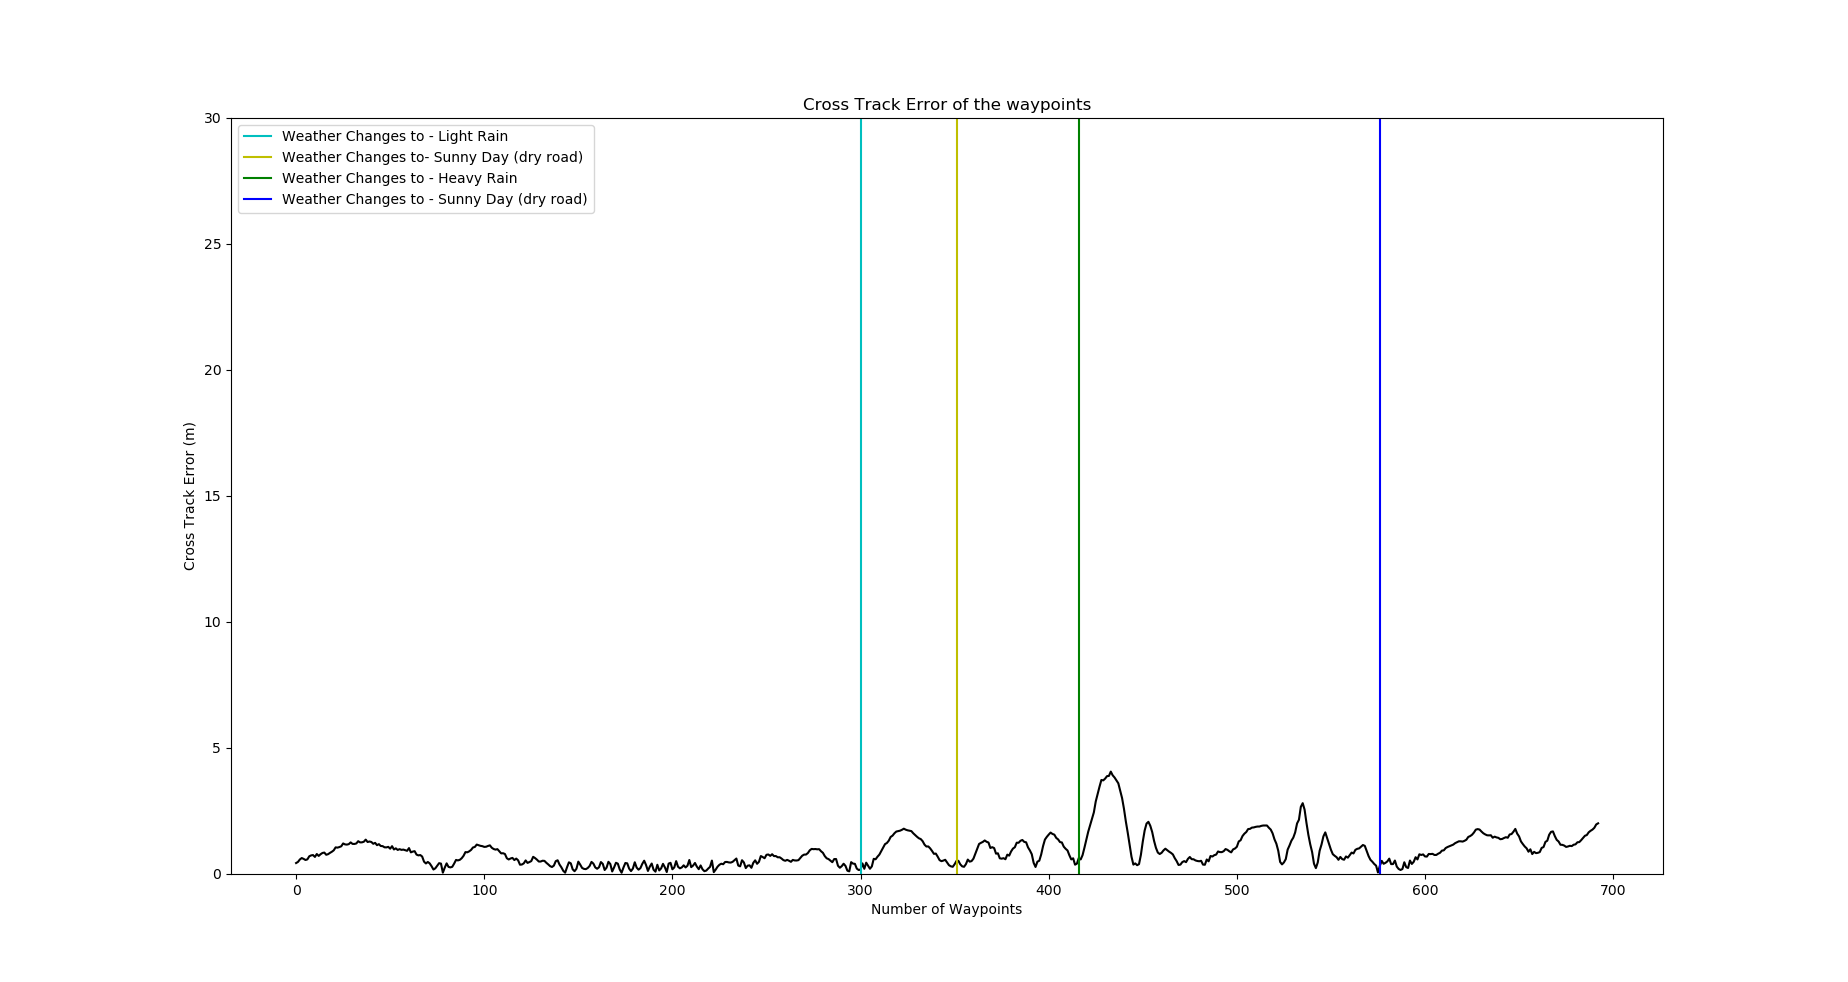 Cross Track Error of the waypoints
30
25
20
15
10
5
0
Cross Track Error (m)
Weather Changes to - Light Rain
Weather Changes to- Sunny Day (dry road)
Weather Changes to - Heavy Rain
Weather Changes to - Sunny Day (dry road)
0 100 200 300 400 500 600 700
Number of Waypoints